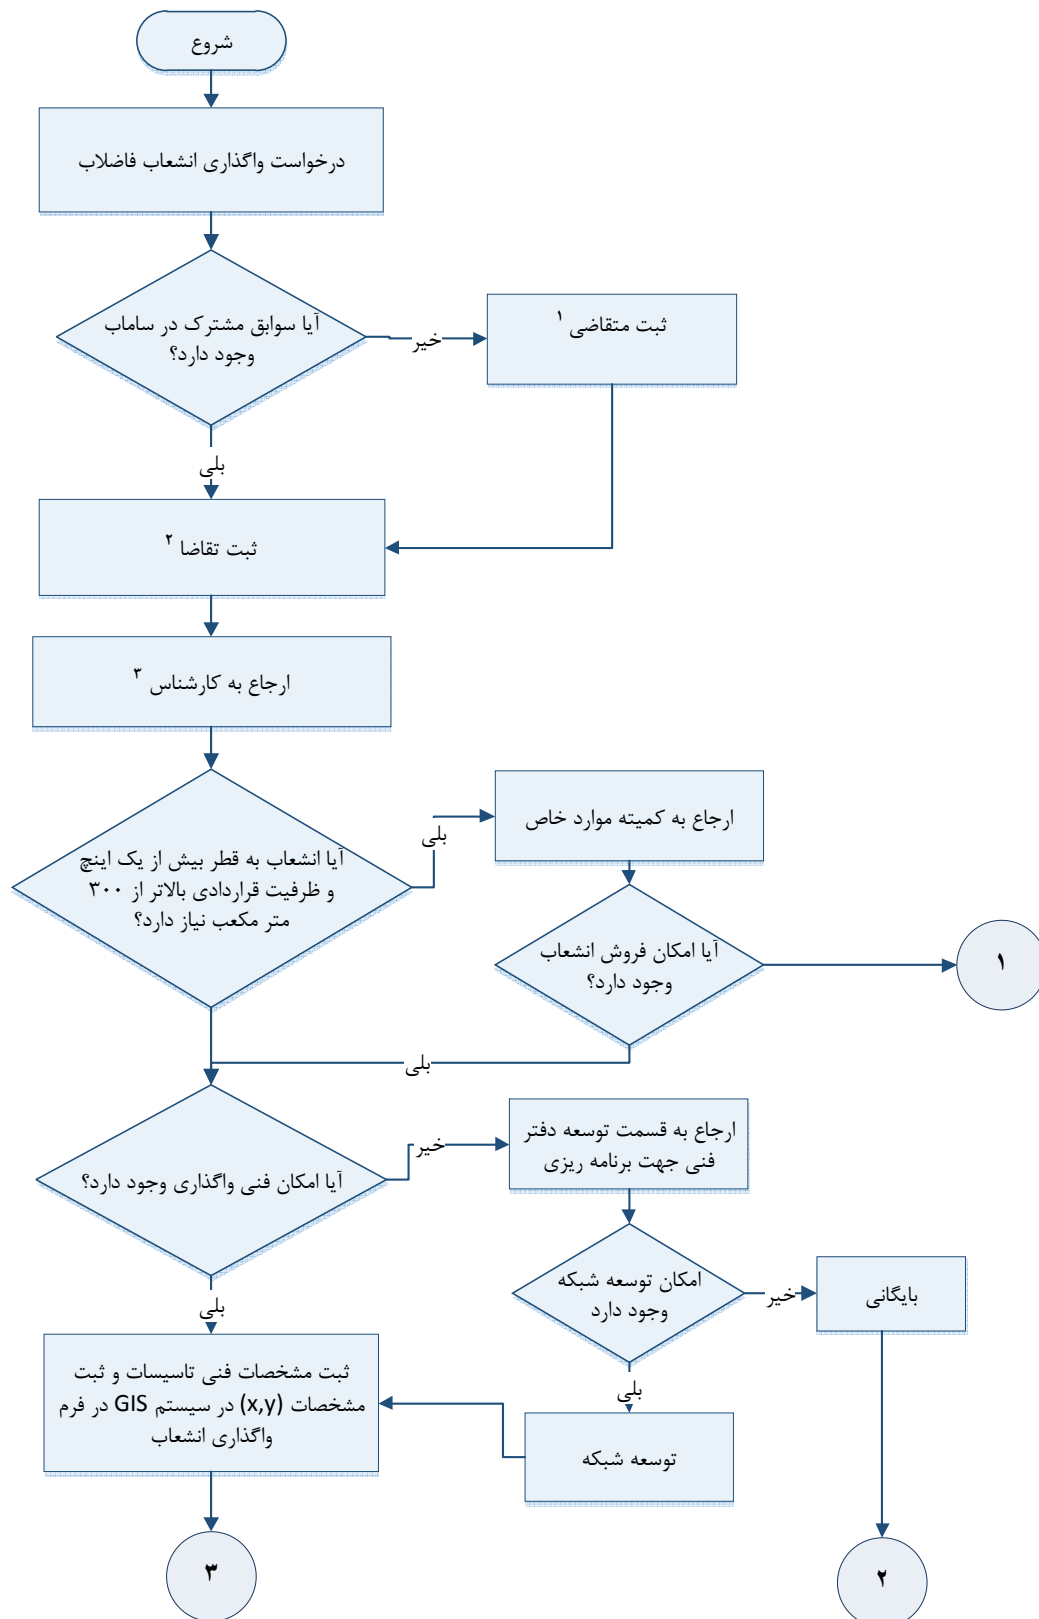 شروع
درخواست واگذاری انشعاب فاضلاب
آیا سوابق مشترک در ساماب
وجود دارد؟
خیر
ثبت متقاضی ۱
بلی
ثبت تقاضا ۲
ارجاع به کارشناس ۳
آیا انشعاب به قطر بیش از یک اینچ
و ظرفیت قراردادی بالاتر از ۳۰۰
متر مکعب نیاز دارد؟
بلی
ارجاع به کمیته موارد خاص
آیا امکان فروش انشعاب
وجود دارد؟
۱
بلی
آیا امکان فنی واگذاری وجود دارد؟
خیر
ارجاع به قسمت توسعه دفتر
فنی جهت برنامه ریزی
امکان توسعه شبکه
وجود دارد
خیر
بایگانی
بلی
بلی
ثبت مشخصات فنی تاسیسات و ثبت
مشخصات (x,y) در سیستم GIS در فرم
واگذاری انشعاب
توسعه شبکه
۳
۲